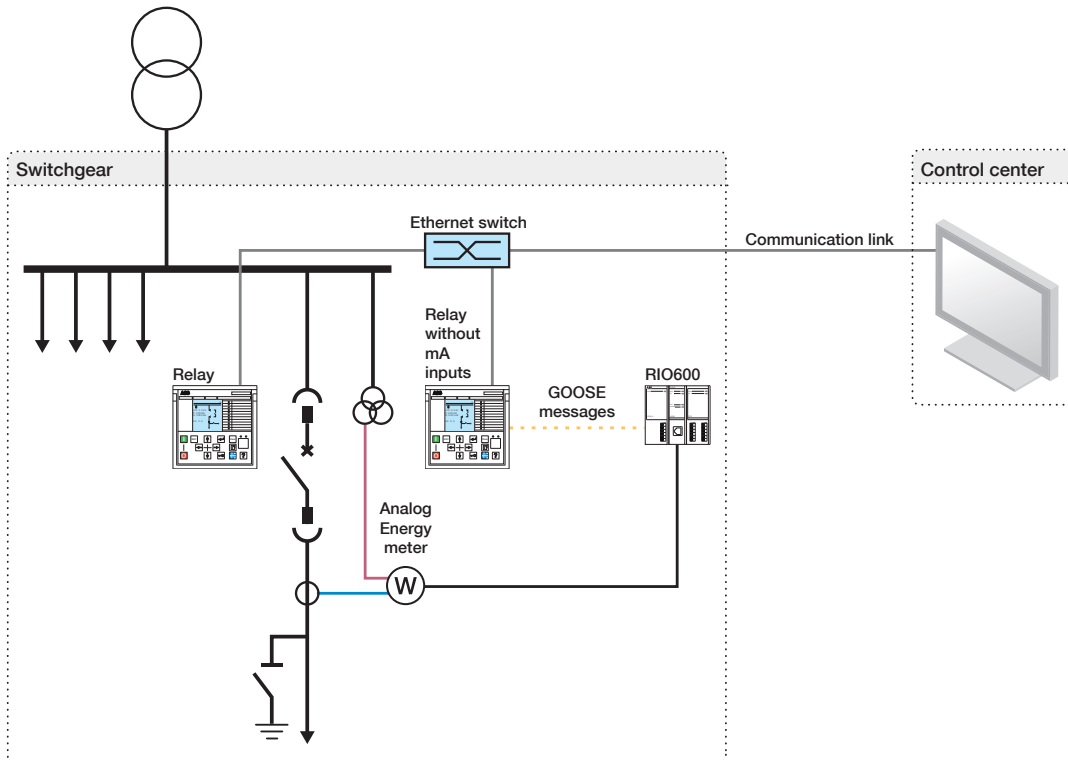 Switchgear
Control center
Ethernet switch
Communication link
Relay
without
mA
inputs
Relay
RIO600
GOOSE
messages
Analog
Energy
meter
W